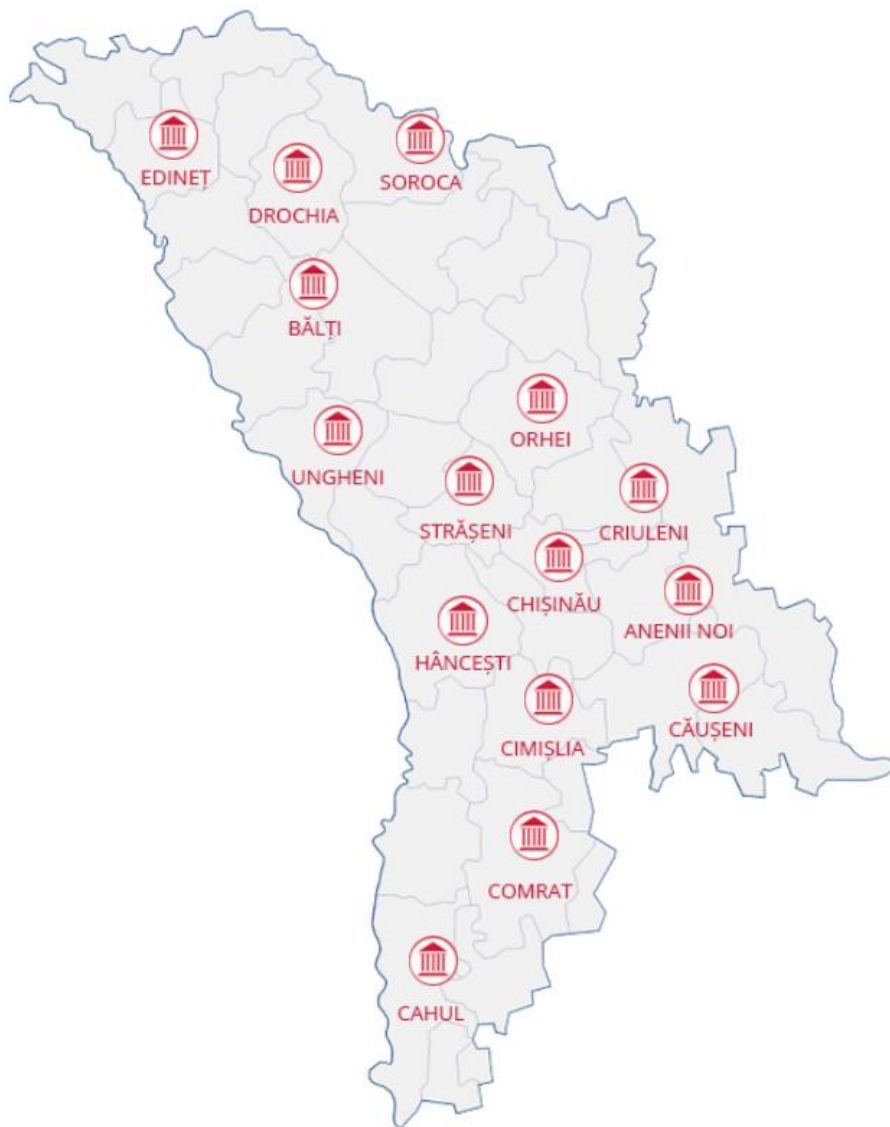 EDINEȚ
SOROCA
DROCHIA
BĂLȚI
ORHEI
UNGHENI
STRĂȘENI
CRIULENI
CHIȘINĂU
ANENII NOI
HÂNCEȘTI
CĂUȘENI
CIMIȘLIA
COMRAT
CAHUL